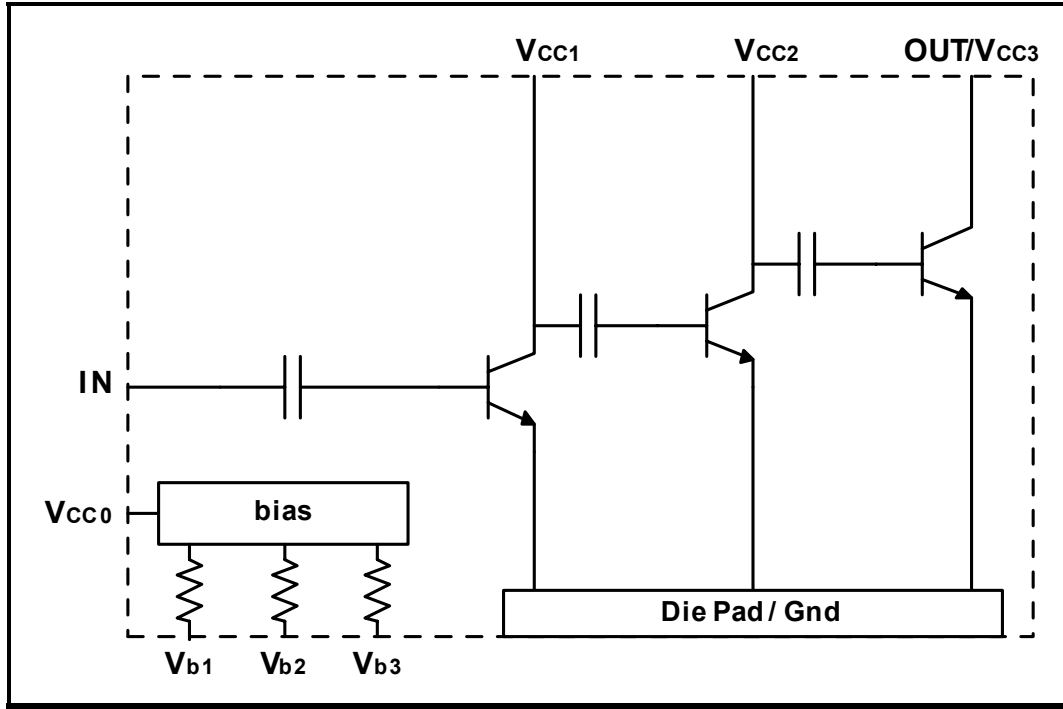 VCC1 VCC2 OUT/VCC3
IN
VCC0 bias
Die Pad / Gnd
Vb1 Vb2 Vb3